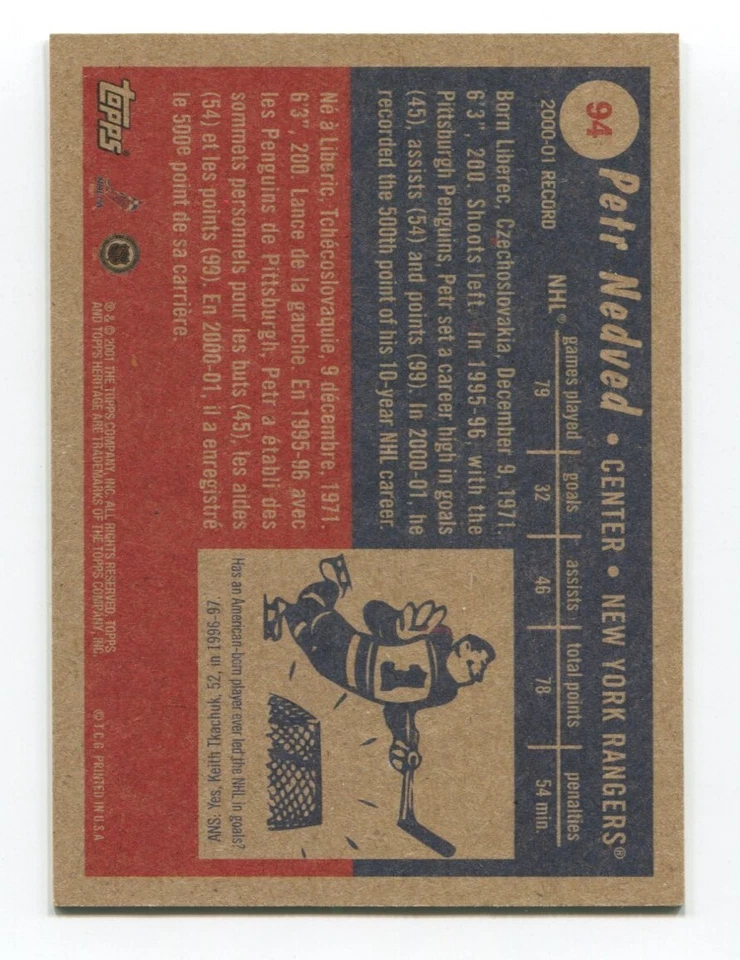 94
Petr Nedved • CENTER • NEW YORK RANGERS®
2000-01 RECORD
games played goals assists total points penalties
NHL® 79 32 46 78 54 min.
Born Liberec, Czechoslovakia, December 9, 1971.
6'3", 200. Shoots left. In 1995-96, with the
Pittsburgh Penguins, Petr set a career high in goals
(45), assists (54) and points (99). In 2000-01, he
recorded the 500th point of his 10-year NHL career.
Né à Liberic, Tchécoslovaquie, 9 décembre, 1971.
6'3", 200. Lance de la gauche. En 1995-96 avec
les Penguins de Pittsburgh, Petr a établi des
sommets personnels pour les buts (45), les aides
(54) et les points (99). En 2000-01, il a enregistré
le 500e point de sa carrière.
1
Has an American-born player ever led the NHL in goals?
ANS: Yes, Keith Tkachuk, 52, in 1996-97.
topps®
® & © 2001 THE TOPPS COMPANY, INC. ALL RIGHTS RESERVED. TOPPS
AND TOPPS HERITAGE ARE TRADEMARKS OF THE TOPPS COMPANY, INC.
© T.C.G. PRINTED IN U.S.A.